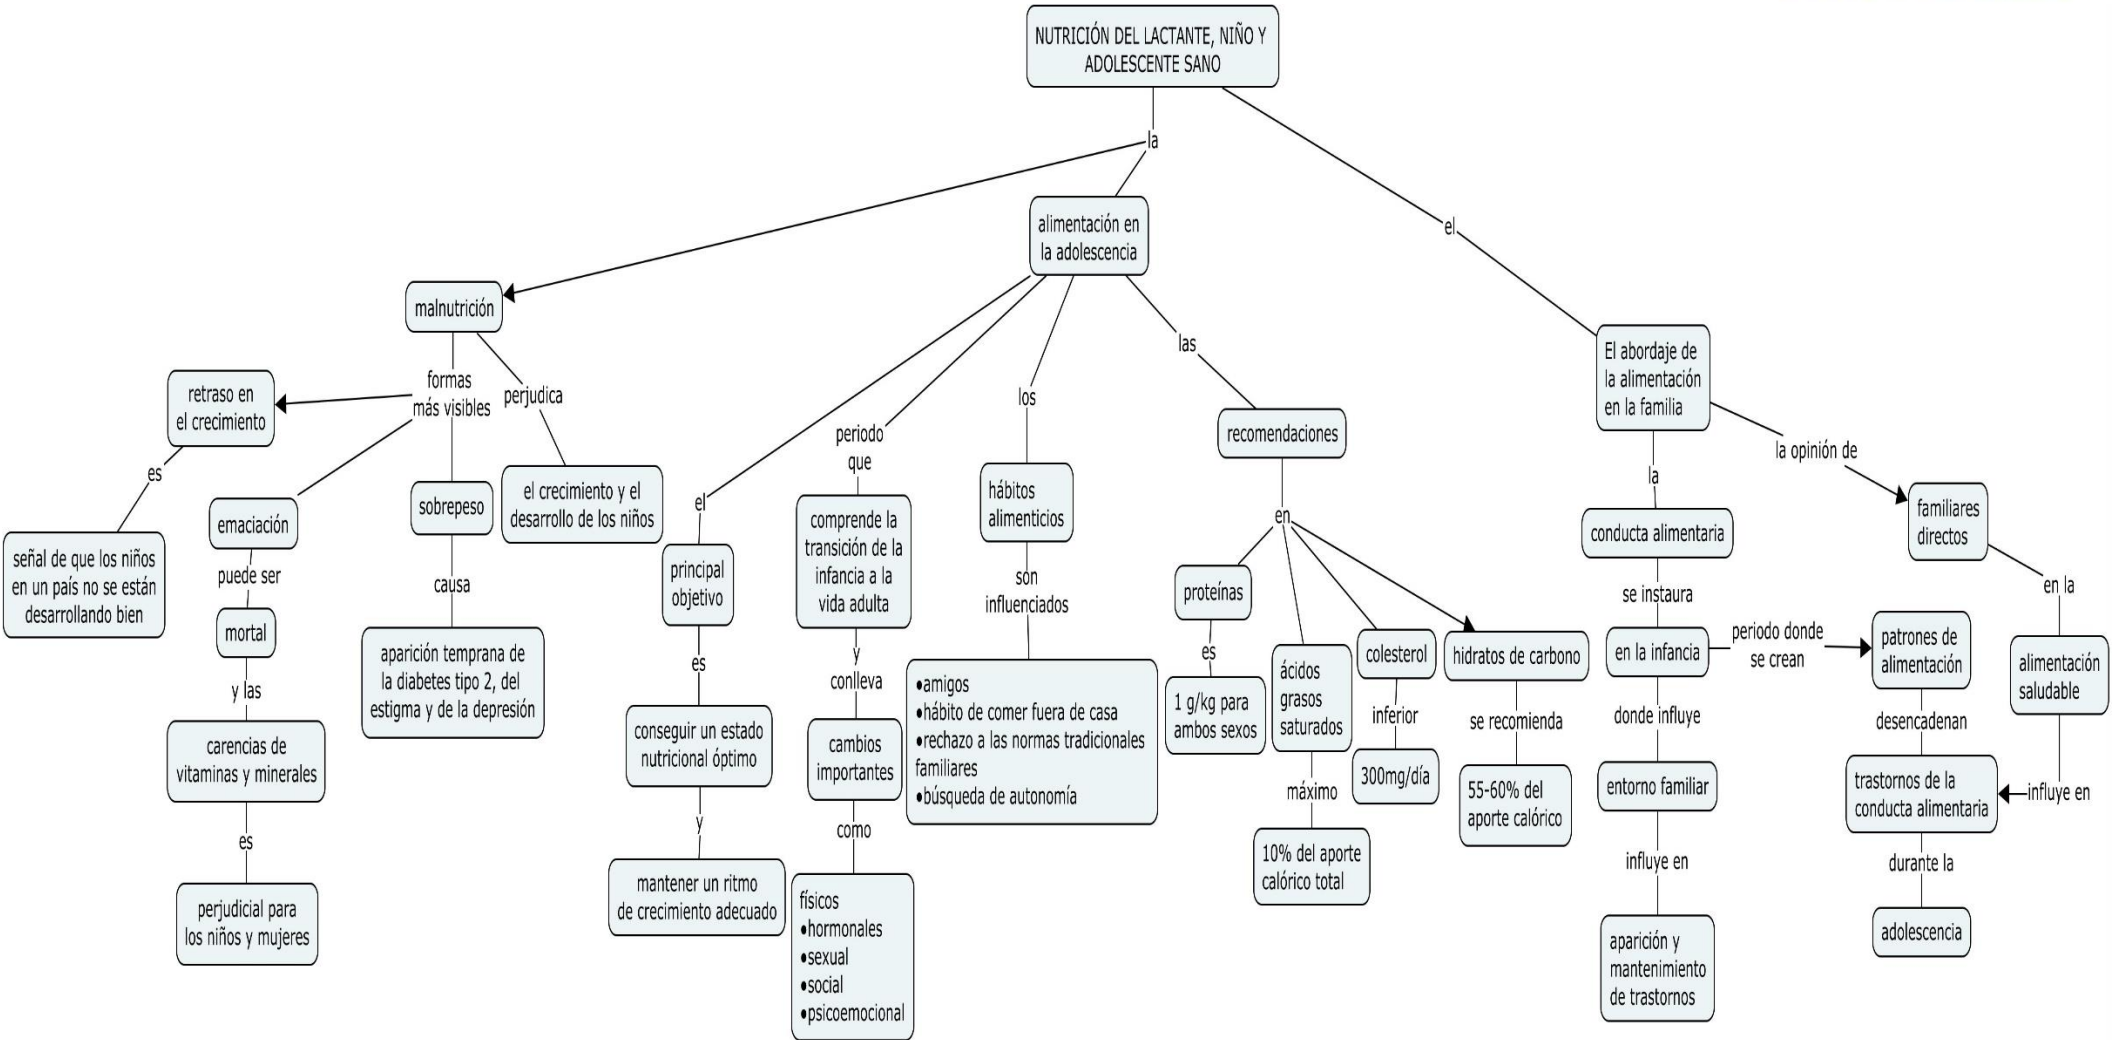 NUTRICIÓN DEL LACTANTE, NIÑO Y
ADOLESCENTE SANO
la
el
malnutrición
formas
más visibles
perjudica
retraso en
el crecimiento
es
señal de que los niños
en un país no se están
desarrollando bien
emaciación
puede ser
mortal
y las
carencias de
vitaminas y minerales
es
perjudicial para
los niños y mujeres
sobrepeso
causa
aparición temprana de
la diabetes tipo 2, del
estigma y de la depresión
el crecimiento y el
desarrollo de los niños
alimentación en
la adolescencia
el
principal
objetivo
es
conseguir un estado
nutricional óptimo
y
mantener un ritmo
de crecimiento adecuado
periodo
que
comprende la
transición de la
infancia a la
vida adulta
y
conlleva
cambios
importantes
como
físicos
•hormonales
•sexual
•social
•psicoemocional
los
hábitos
alimenticios
son
influenciados
•amigos
•hábito de comer fuera de casa
•rechazo a las normas tradicionales
familiares
•búsqueda de autonomía
las
recomendaciones
en
proteínas
es
1 g/kg para
ambos sexos
ácidos
grasos
saturados
máximo
10% del aporte
calórico total
colesterol
inferior
300mg/día
hidratos de carbono
se recomienda
55-60% del
aporte calórico
El abordaje de
la alimentación
en la familia
la
conducta alimentaria
se instaura
en la infancia
donde influye
entorno familiar
influye en
aparición y
mantenimiento
de trastornos
periodo donde
se crean
patrones de
alimentación
desencadenan
trastornos de la
conducta alimentaria
durante la
adolescencia
la opinión de
familiares
directos
en la
alimentación
saludable
influye en